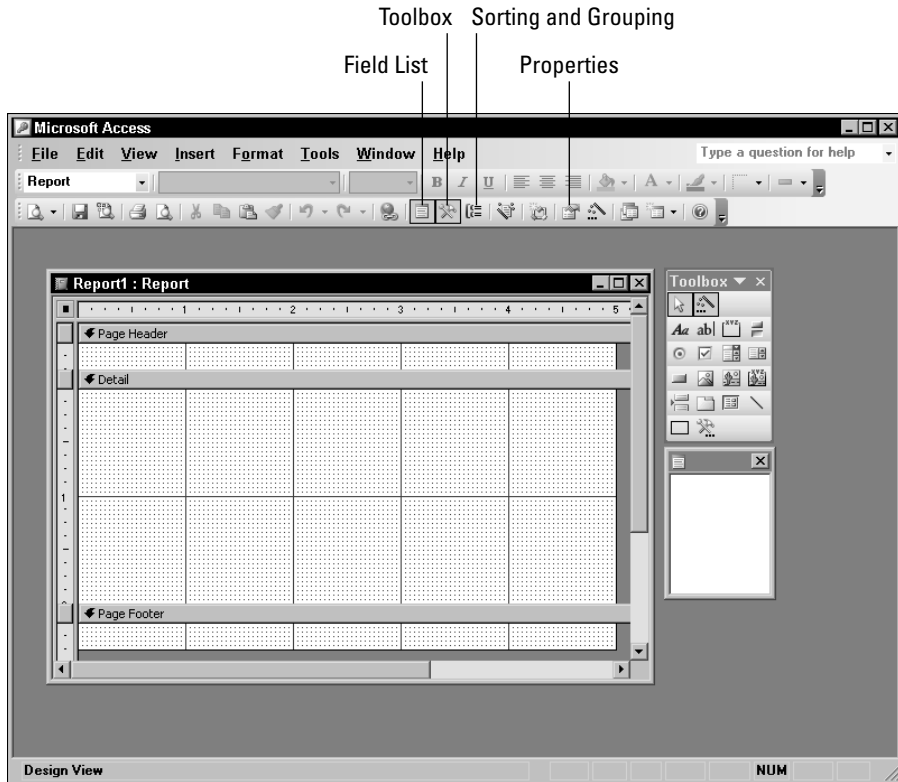 Toolbox Sorting and Grouping
Field List Properties
Microsoft Access
File Edit View Insert Format Tools Window Help Type a question for help
Report B I U A
Report1 : Report
1 2 3 4 5
Page Header
Detail
1
Page Footer
Toolbox
Aa ab| XYZ
Design View NUM